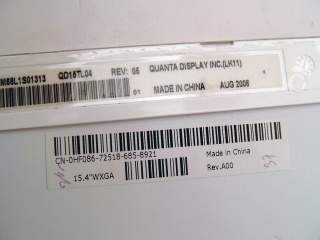 M68L1S01313 QD15TL04 REV: 06 QUANTA DISPLAY INC.(LK11)
01 MADE IN CHINA AUG 2006
CN-0HF086-72518-685-8921 Made in China
15.4"WXGA Rev.A00